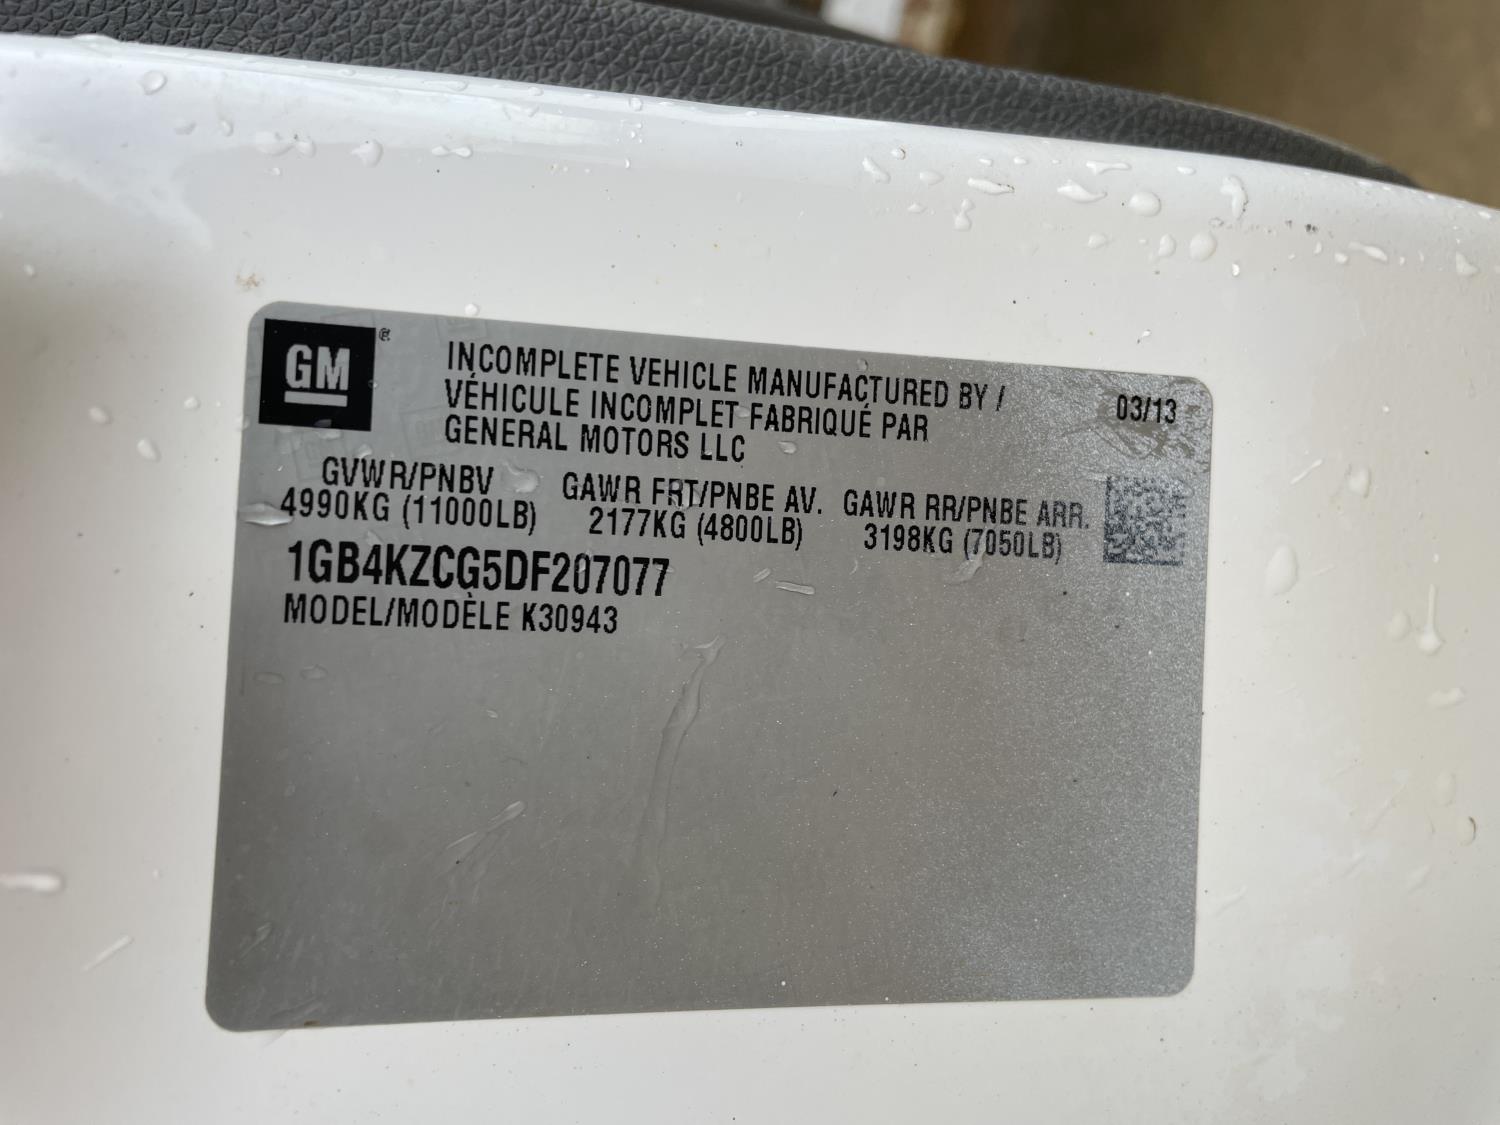 GM ®
INCOMPLETE VEHICLE MANUFACTURED BY / 03/13
VÉHICULE INCOMPLET FABRIQUÉ PAR
GENERAL MOTORS LLC
GVWR/PNBV GAWR FRT/PNBE AV. GAWR RR/PNBE ARR.
4990KG (11000LB) 2177KG (4800LB) 3198KG (7050LB)
1GB4KZCG5DF207077
MODEL/MODÈLE K30943